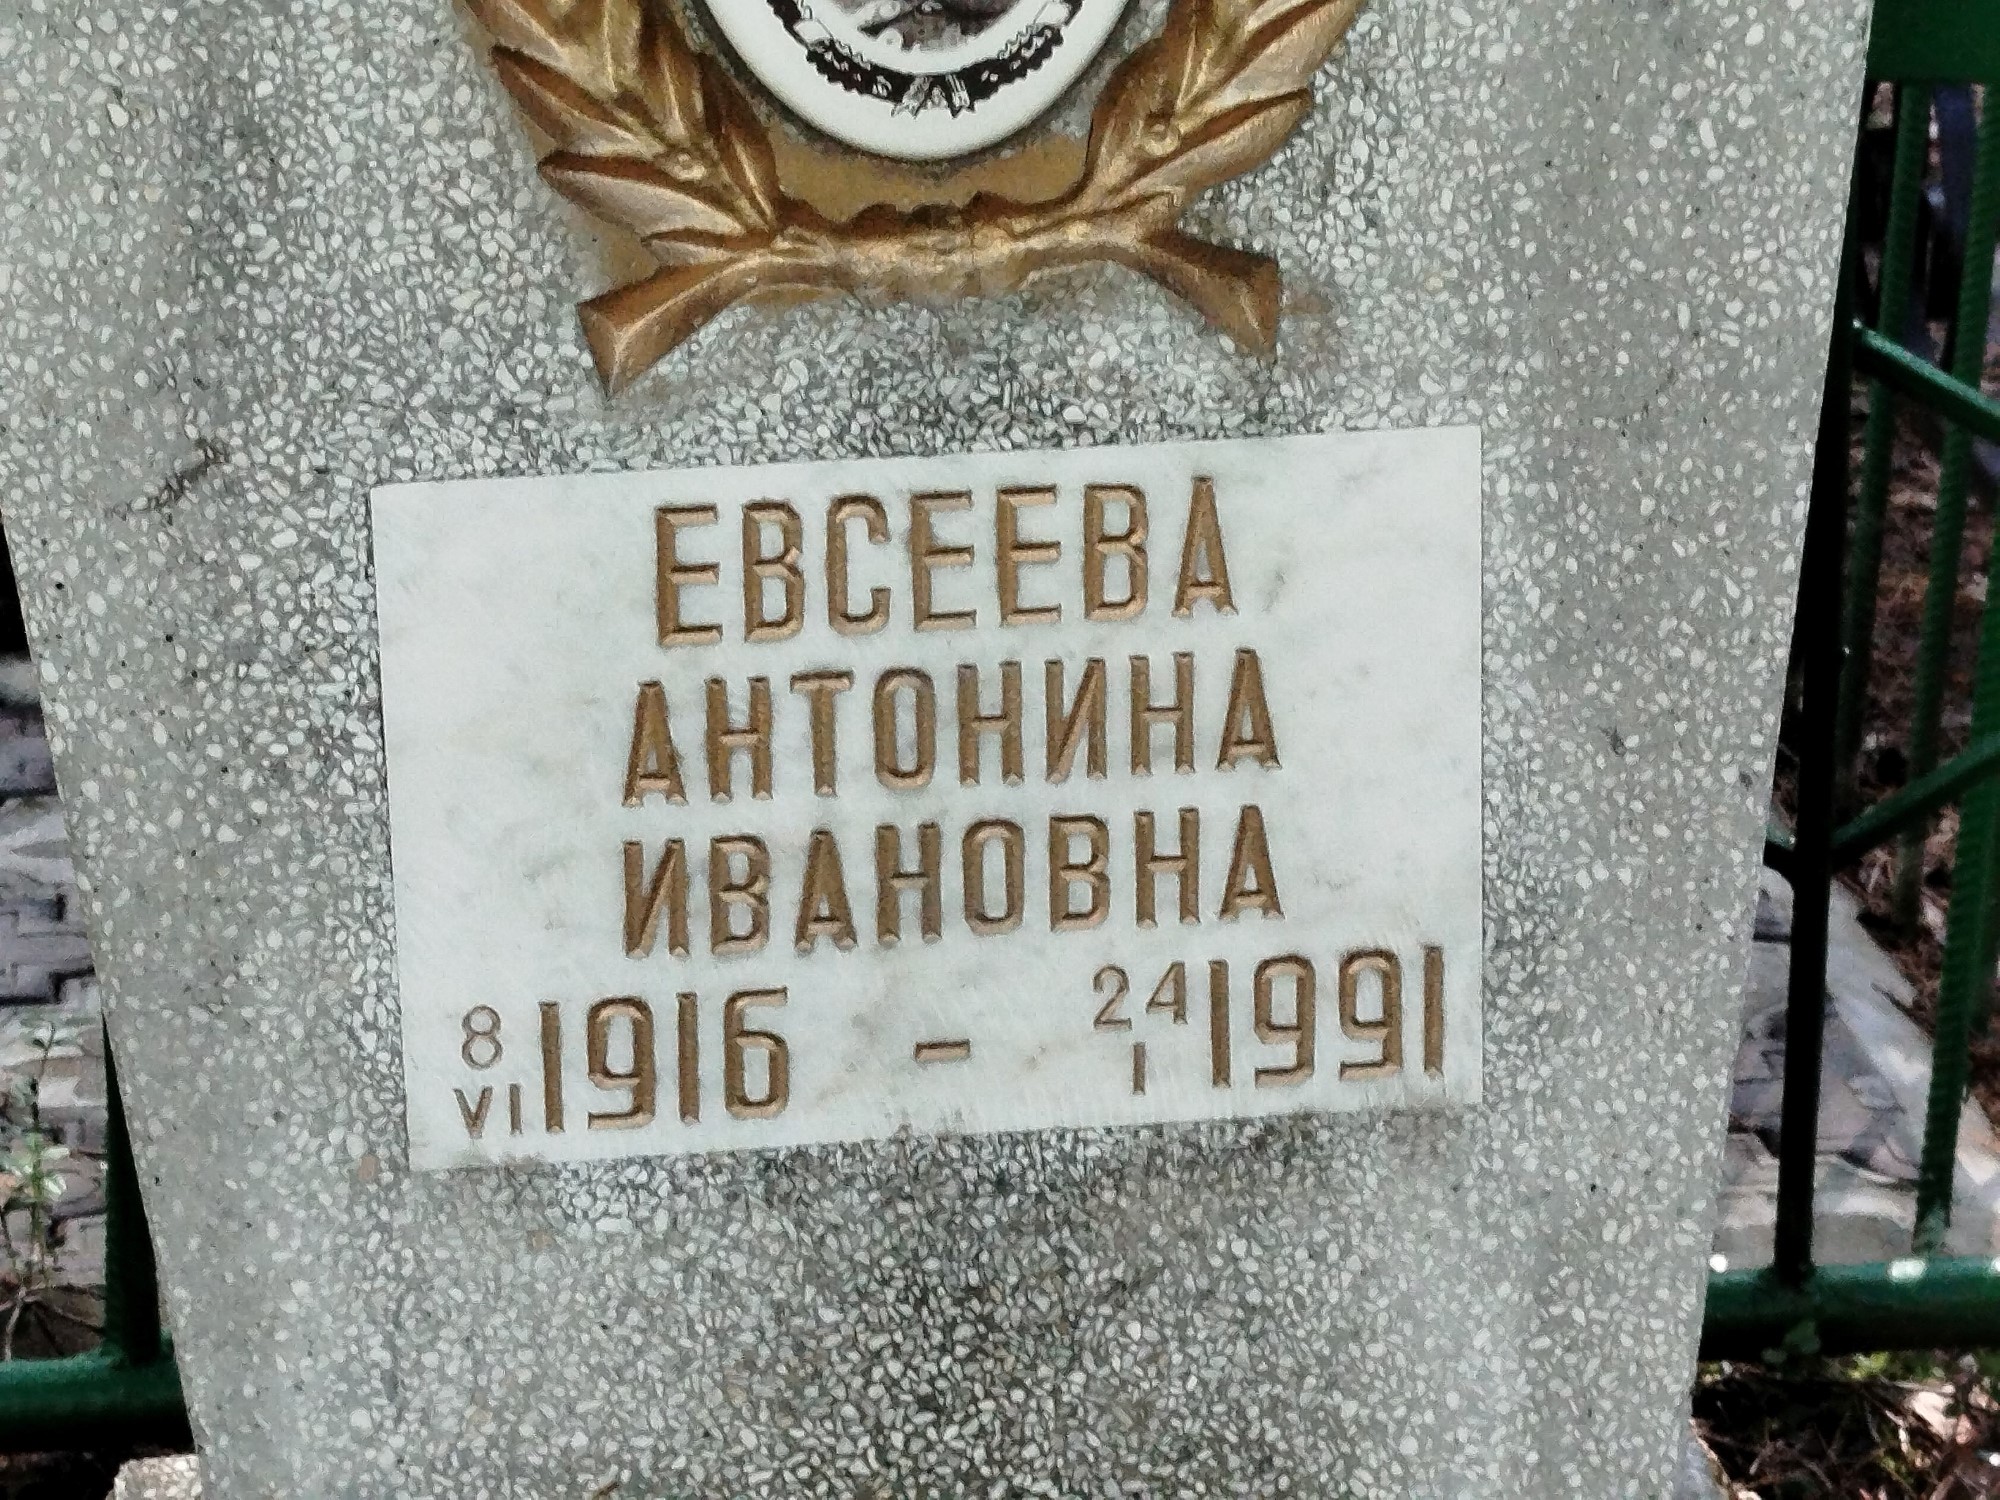 ЕВСЕЕВА
АНТОНИНА
ИВАНОВНА
8/VI 1916 - 24/I 1991